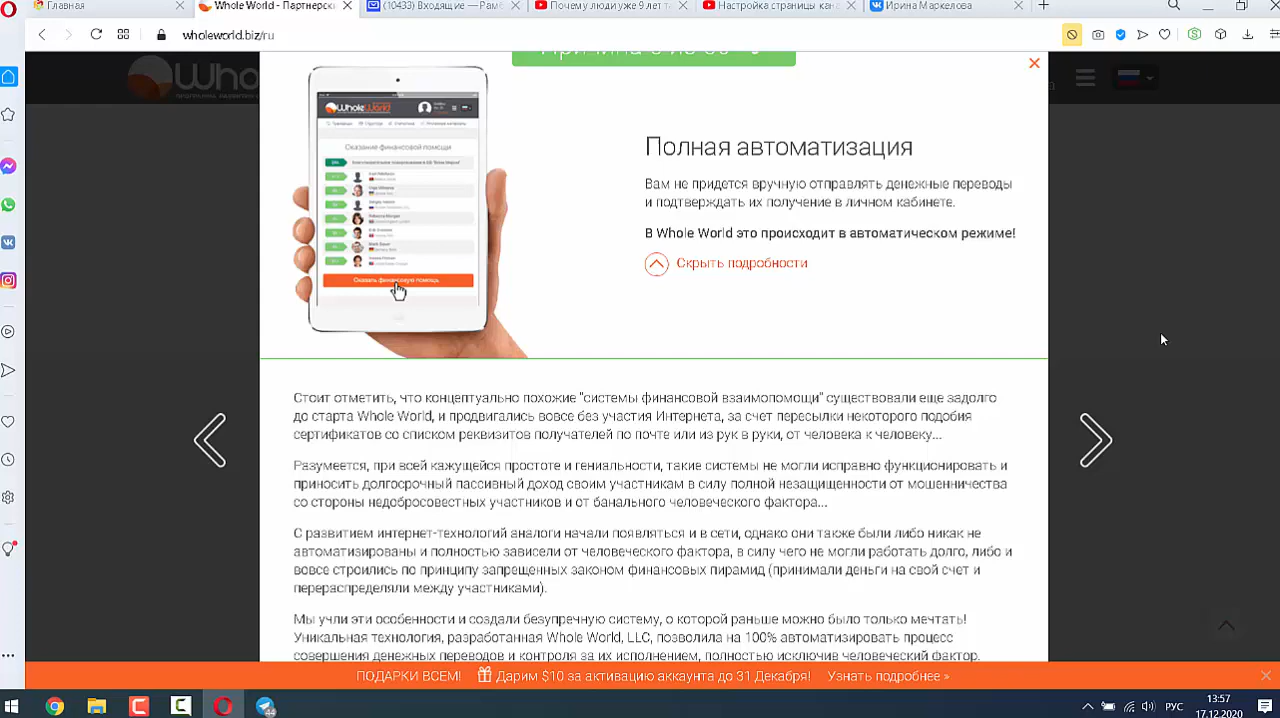 Главная
Whole World - Партнерск
(10433) Входящие — Рамб
Почему люди уже 9 лет т
Настройка страницы кана
Ирина Маркелова
wholeworld.biz/ru
WholeWorld
Оказание финансовой помощи
Оказать финансовую помощь
Полная автоматизация
Вам не придется вручную отправлять денежные переводы
и подтверждать их получение в личном кабинете.
В Whole World это происходит в автоматическом режиме!
Скрыть подробности
Стоит отметить, что концептуально похожие "системы финансовой взаимопомощи" существовали еще задолго
до старта Whole World, и продвигались вовсе без участия Интернета, за счет пересылки некоторого подобия
сертификатов со списком реквизитов получателей по почте или из рук в руки, от человека к человеку...
Разумеется, при всей кажущейся простоте и гениальности, такие системы не могли исправно функционировать и
приносить долгосрочный пассивный доход своим участникам в силу полной незащищенности от мошенничества
со стороны недобросовестных участников и от банального человеческого фактора...
С развитием интернет-технологий аналоги начали появляться и в сети, однако они также были либо никак не
автоматизированы и полностью зависели от человеческого фактора, в силу чего не могли работать долго, либо и
вовсе строились по принципу запрещенных законом финансовых пирамид (принимали деньги на свой счет и
перераспределяли между участниками).
Мы учли эти особенности и создали безупречную систему, о которой раньше можно было только мечтать!
Уникальная технология, разработанная Whole World, LLC, позволила на 100% автоматизировать процесс
совершения денежных переводов и контроля за их исполнением, полностью исключив человеческий фактор.
ПОДАРКИ ВСЕМ! Дарим $10 за активацию аккаунта до 31 Декабря! Узнать подробнее »
44
РУС
13:57
17.12.2020